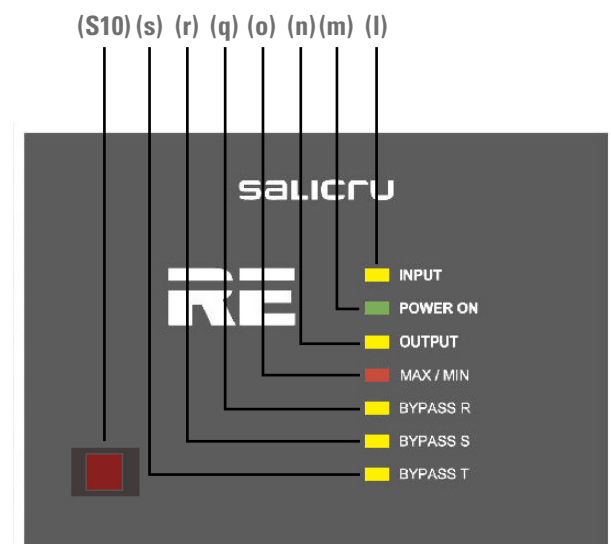 (S10) (s) (r) (q) (o) (n) (m) (l)
salicru
RE
INPUT
POWER ON
OUTPUT
MAX / MIN
BYPASS R
BYPASS S
BYPASS T